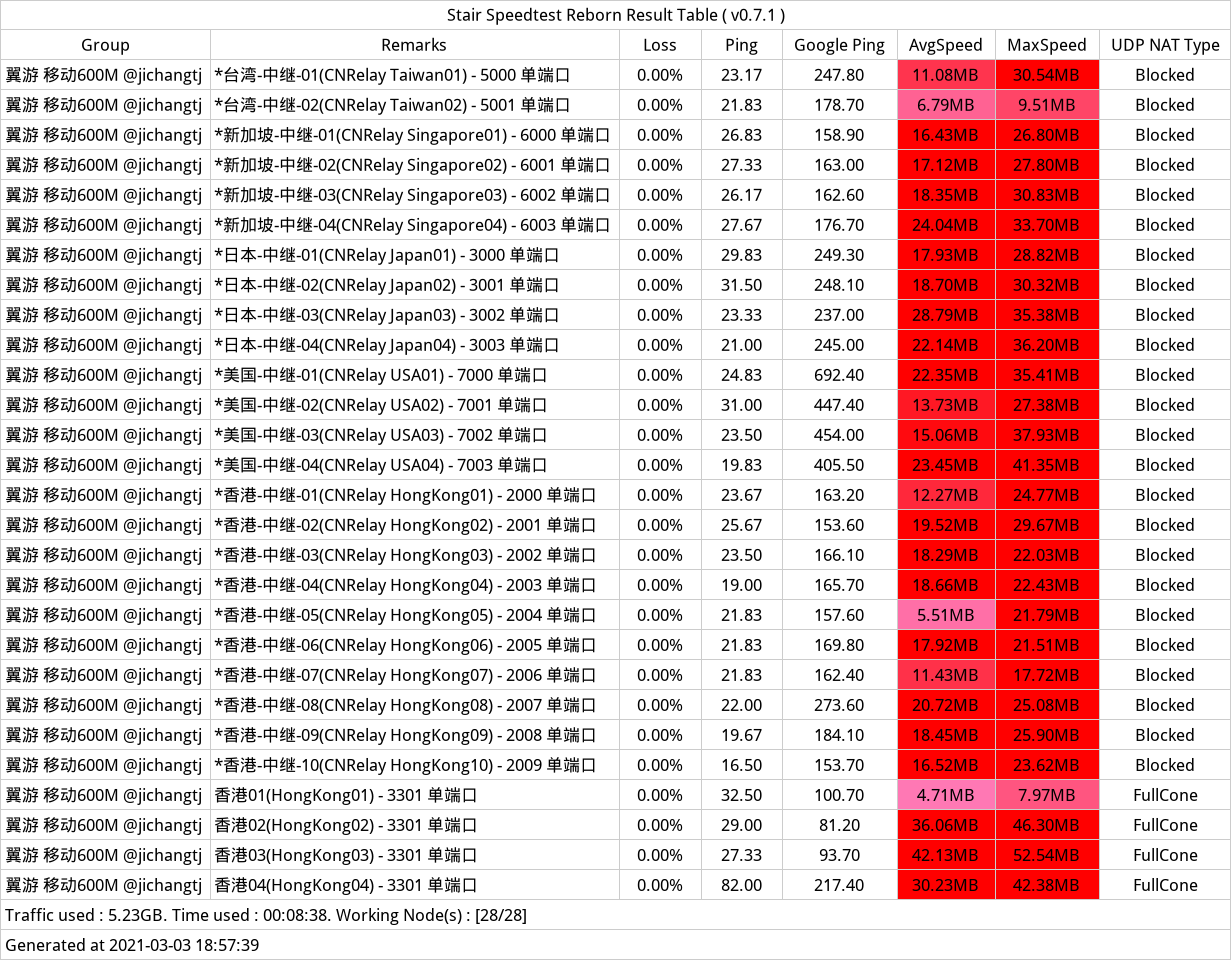 Stair Speedtest Reborn Result Table ( v0.7.1 )
Group Remarks Loss Ping Google Ping AvgSpeed MaxSpeed UDP NAT Type
翼游 移动600M @jichangtj *台湾-中继-01(CNRelay Taiwan01) - 5000 单端口 0.00% 23.17 247.80 11.08MB 30.54MB Blocked
翼游 移动600M @jichangtj *台湾-中继-02(CNRelay Taiwan02) - 5001 单端口 0.00% 21.83 178.70 6.79MB 9.51MB Blocked
翼游 移动600M @jichangtj *新加坡-中继-01(CNRelay Singapore01) - 6000 单端口 0.00% 26.83 158.90 16.43MB 26.80MB Blocked
翼游 移动600M @jichangtj *新加坡-中继-02(CNRelay Singapore02) - 6001 单端口 0.00% 27.33 163.00 17.12MB 27.80MB Blocked
翼游 移动600M @jichangtj *新加坡-中继-03(CNRelay Singapore03) - 6002 单端口 0.00% 26.17 162.60 18.35MB 30.83MB Blocked
翼游 移动600M @jichangtj *新加坡-中继-04(CNRelay Singapore04) - 6003 单端口 0.00% 27.67 176.70 24.04MB 33.70MB Blocked
翼游 移动600M @jichangtj *日本-中继-01(CNRelay Japan01) - 3000 单端口 0.00% 29.83 249.30 17.93MB 28.82MB Blocked
翼游 移动600M @jichangtj *日本-中继-02(CNRelay Japan02) - 3001 单端口 0.00% 31.50 248.10 18.70MB 30.32MB Blocked
翼游 移动600M @jichangtj *日本-中继-03(CNRelay Japan03) - 3002 单端口 0.00% 23.33 237.00 28.79MB 35.38MB Blocked
翼游 移动600M @jichangtj *日本-中继-04(CNRelay Japan04) - 3003 单端口 0.00% 21.00 245.00 22.14MB 36.20MB Blocked
翼游 移动600M @jichangtj *美国-中继-01(CNRelay USA01) - 7000 单端口 0.00% 24.83 692.40 22.35MB 35.41MB Blocked
翼游 移动600M @jichangtj *美国-中继-02(CNRelay USA02) - 7001 单端口 0.00% 31.00 447.40 13.73MB 27.38MB Blocked
翼游 移动600M @jichangtj *美国-中继-03(CNRelay USA03) - 7002 单端口 0.00% 23.50 454.00 15.06MB 37.93MB Blocked
翼游 移动600M @jichangtj *美国-中继-04(CNRelay USA04) - 7003 单端口 0.00% 19.83 405.50 23.45MB 41.35MB Blocked
翼游 移动600M @jichangtj *香港-中继-01(CNRelay HongKong01) - 2000 单端口 0.00% 23.67 163.20 12.27MB 24.77MB Blocked
翼游 移动600M @jichangtj *香港-中继-02(CNRelay HongKong02) - 2001 单端口 0.00% 25.67 153.60 19.52MB 29.67MB Blocked
翼游 移动600M @jichangtj *香港-中继-03(CNRelay HongKong03) - 2002 单端口 0.00% 23.50 166.10 18.29MB 22.03MB Blocked
翼游 移动600M @jichangtj *香港-中继-04(CNRelay HongKong04) - 2003 单端口 0.00% 19.00 165.70 18.66MB 22.43MB Blocked
翼游 移动600M @jichangtj *香港-中继-05(CNRelay HongKong05) - 2004 单端口 0.00% 21.83 157.60 5.51MB 21.79MB Blocked
翼游 移动600M @jichangtj *香港-中继-06(CNRelay HongKong06) - 2005 单端口 0.00% 21.83 169.80 17.92MB 21.51MB Blocked
翼游 移动600M @jichangtj *香港-中继-07(CNRelay HongKong07) - 2006 单端口 0.00% 21.83 162.40 11.43MB 17.72MB Blocked
翼游 移动600M @jichangtj *香港-中继-08(CNRelay HongKong08) - 2007 单端口 0.00% 22.00 273.60 20.72MB 25.08MB Blocked
翼游 移动600M @jichangtj *香港-中继-09(CNRelay HongKong09) - 2008 单端口 0.00% 19.67 184.10 18.45MB 25.90MB Blocked
翼游 移动600M @jichangtj *香港-中继-10(CNRelay HongKong10) - 2009 单端口 0.00% 16.50 153.70 16.52MB 23.62MB Blocked
翼游 移动600M @jichangtj 香港01(HongKong01) - 3301 单端口 0.00% 32.50 100.70 4.71MB 7.97MB FullCone
翼游 移动600M @jichangtj 香港02(HongKong02) - 3301 单端口 0.00% 29.00 81.20 36.06MB 46.30MB FullCone
翼游 移动600M @jichangtj 香港03(HongKong03) - 3301 单端口 0.00% 27.33 93.70 42.13MB 52.54MB FullCone
翼游 移动600M @jichangtj 香港04(HongKong04) - 3301 单端口 0.00% 82.00 217.40 30.23MB 42.38MB FullCone
Traffic used : 5.23GB. Time used : 00:08:38. Working Node(s) : [28/28]
Generated at 2021-03-03 18:57:39